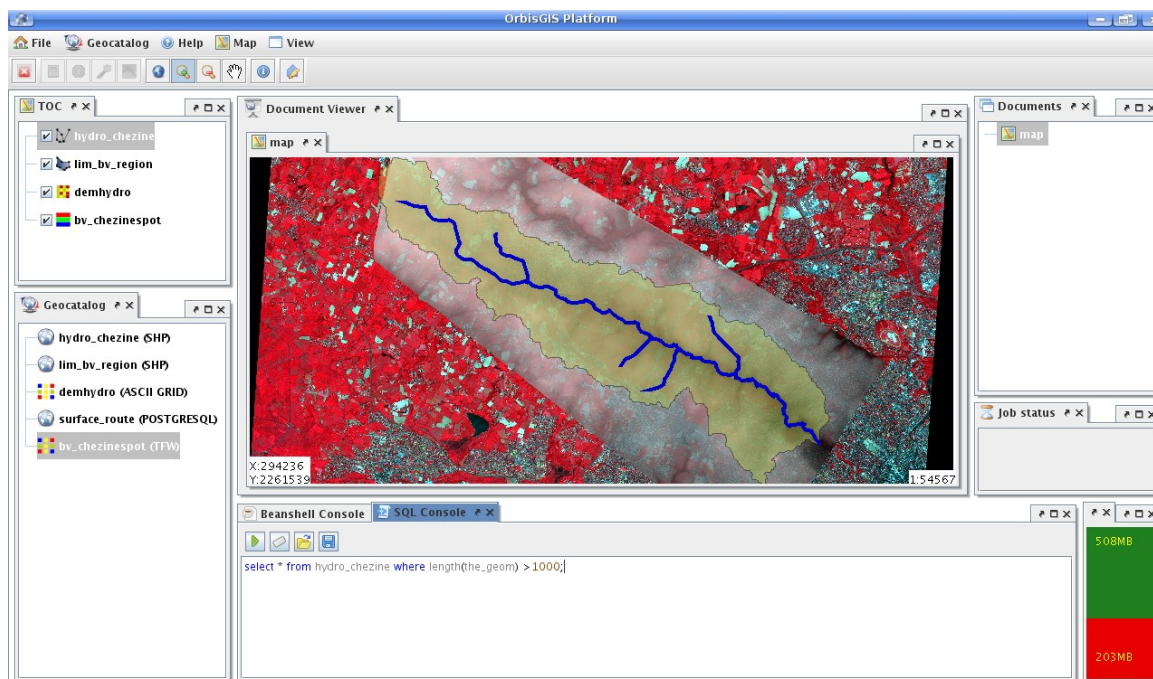 OrbisGIS Platform
File Geocatalog Help Map View
TOC
hydro_chezine
lim_bv_region
demhydro
bv_chezinespot
Geocatalog
hydro_chezine (SHP)
lim_bv_region (SHP)
demhydro (ASCII GRID)
surface_route (POSTGRESQL)
bv_chezinespot (TFW)
Document Viewer
map
X:294236
Y:2261539
1:54567
Beanshell Console SQL Console
select * from hydro_chezine where length(the_geom) > 1000;
Documents
map
Job status
508MB
203MB